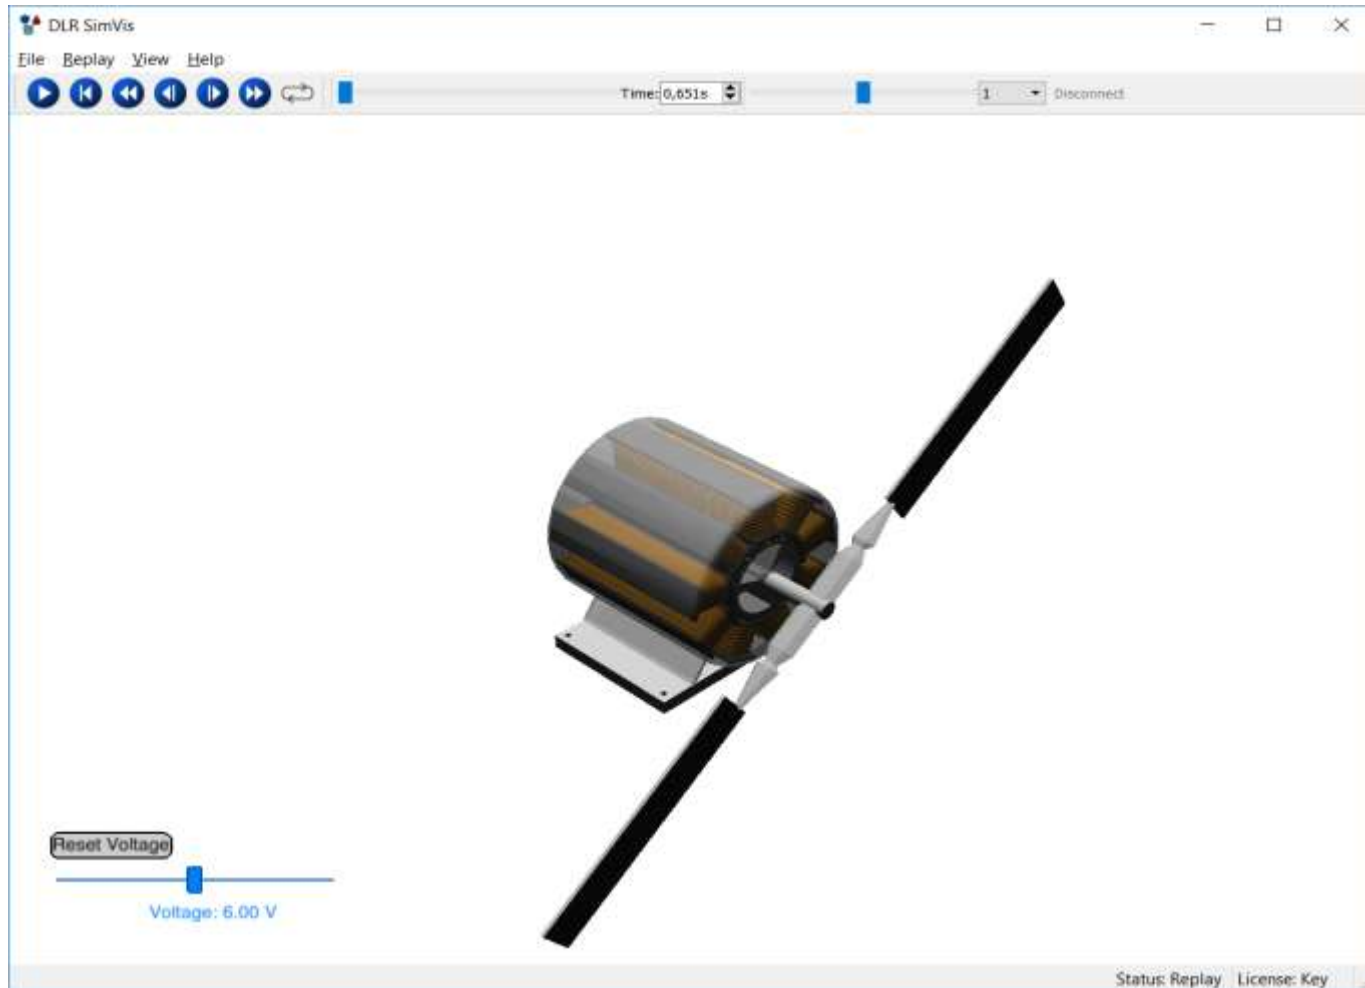 DLR SimVis
File Replay View Help
Time: 0,651s 1 Disconnect
Reset Voltage
Voltage: 6.00 V
Status: Replay License: Key